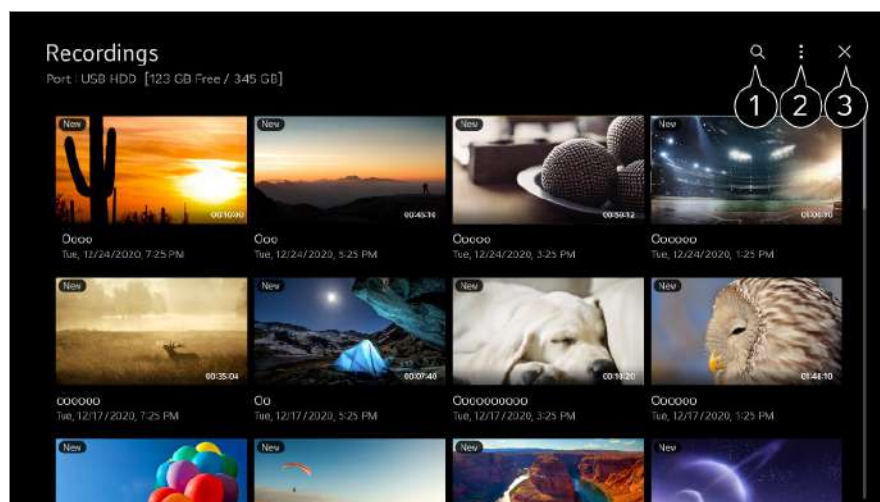 Recordings
Port : USB HDD [123 GB Free / 345 GB]
1 2 3
New New New New
00:10:00 00:45:10 00:50:12
Oooo Ooo Ooooo Oooooo
Tue, 12/24/2020, 7:25 PM Tue, 12/24/2020, 5:25 PM Tue, 12/24/2020, 3:25 PM Tue, 12/24/2020, 1:25 PM
New New New New
00:35:04 00:07:40 00:10:20 01:48:10
oooooo Oo Oooooooooo Oooooo
Tue, 12/17/2020, 7:25 PM Tue, 12/17/2020, 5:25 PM Tue, 12/17/2020, 3:25 PM Tue, 12/17/2020, 1:25 PM
New New New New